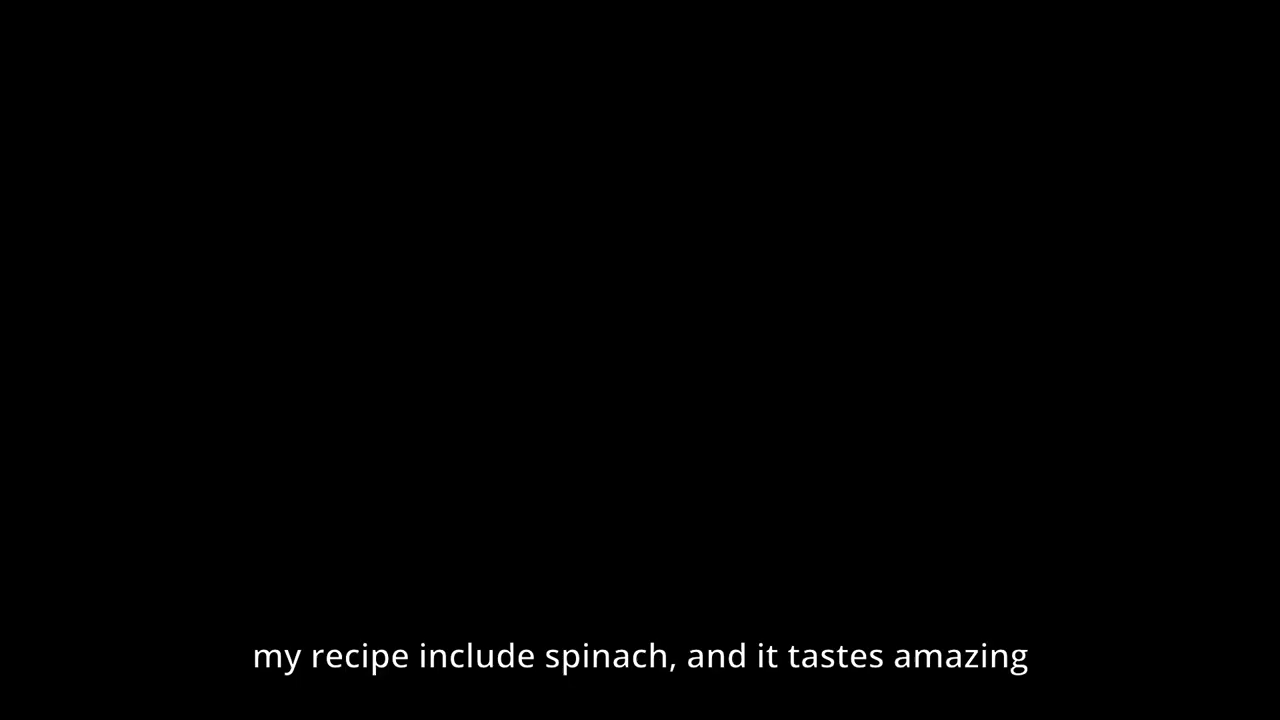 my recipe include spinach, and it tastes amazing